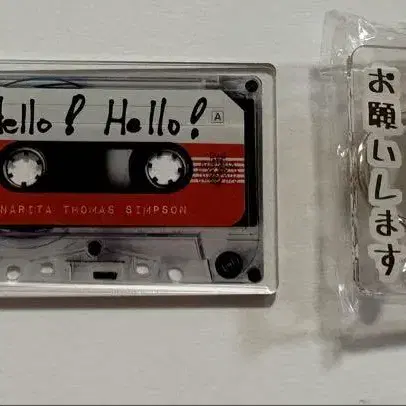 Hello! Hello!
A
NARITA THOMAS SIMPSON
お願いします